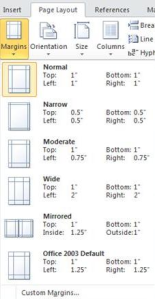 Insert Page Layout References Ma
Margins Orientation Size Columns
Brea
Line
Hyph
Normal
Top: 1" Bottom: 1"
Left: 1" Right: 1"
Narrow
Top: 0.5" Bottom: 0.5"
Left: 0.5" Right: 0.5"
Moderate
Top: 1" Bottom: 1"
Left: 0.75" Right: 0.75"
Wide
Top: 1" Bottom: 1"
Left: 2" Right: 2"
Mirrored
Top: 1" Bottom: 1"
Inside: 1.25" Outside: 1"
Office 2003 Default
Top: 1" Bottom: 1"
Left: 1.25" Right: 1.25"
Custom Margins...